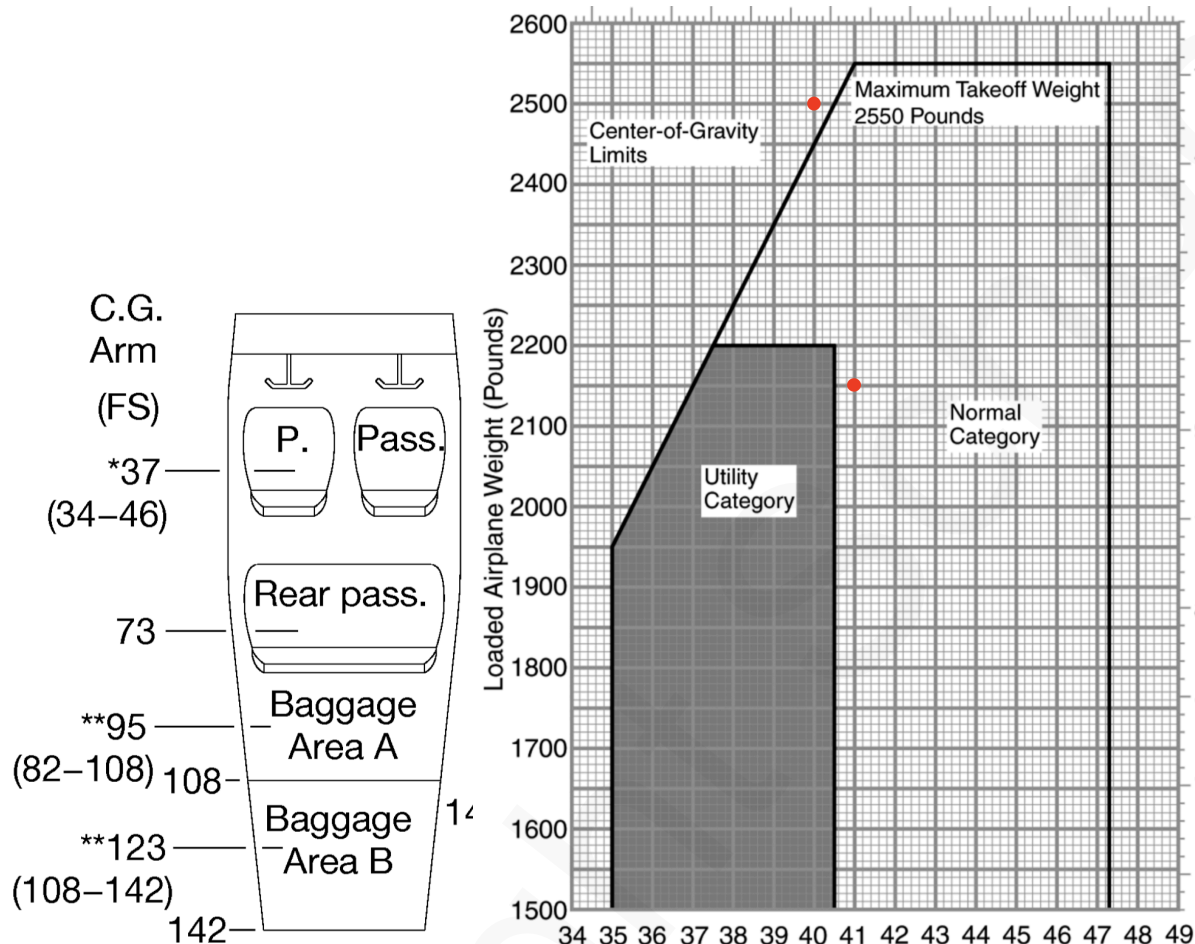 C.G.
Arm
(FS)
*37
(34–46)
73
**95
(82–108)
108
**123
(108–142)
142
P.
Pass.
Rear pass.
Baggage
Area A
Baggage
Area B
Loaded Airplane Weight (Pounds)
2600
2500
2400
2300
2200
2100
2000
1900
1800
1700
1600
1500
Center-of-Gravity
Limits
Maximum Takeoff Weight
2550 Pounds
Normal
Category
Utility
Category
34 35 36 37 38 39 40 41 42 43 44 45 46 47 48 49